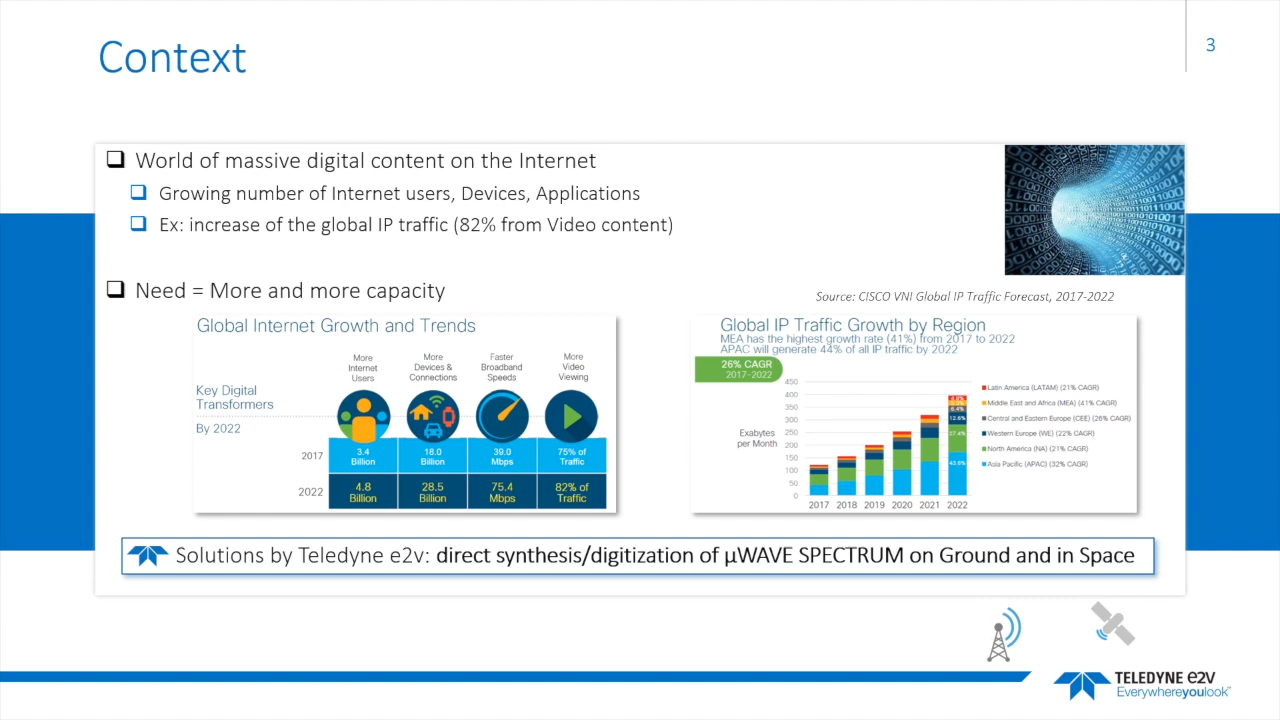 Context
3
World of massive digital content on the Internet
Growing number of Internet users, Devices, Applications
Ex: increase of the global IP traffic (82% from Video content)
Need = More and more capacity
Source: CISCO VNI Global IP Traffic Forecast, 2017-2022
Global Internet Growth and Trends
More Internet Users
More Devices & Connections
Faster Broadband Speeds
More Video Viewing
Key Digital
Transformers
By 2022
2017
3.4 Billion
18.0 Billion
39.0 Mbps
75% of Traffic
2022
4.8 Billion
28.5 Billion
75.4 Mbps
82% of Traffic
Global IP Traffic Growth by Region
MEA has the highest growth rate (41%) from 2017 to 2022
APAC will generate 44% of all IP traffic by 2022
26% CAGR
2017-2022
Exabytes
per Month
450
400
350
300
250
200
150
100
50
0
6.4%
12.6%
27.4%
43.6%
2017 2018 2019 2020 2021 2022
Latin America (LATAM) (21% CAGR)
Middle East and Africa (MEA) (41% CAGR)
Central and Eastern Europe (CEE) (26% CAGR)
Western Europe (WE) (22% CAGR)
North America (NA) (21% CAGR)
Asia Pacific (APAC) (32% CAGR)
Solutions by Teledyne e2v: direct synthesis/digitization of µWAVE SPECTRUM on Ground and in Space
TELEDYNE e2v
Everywhereyoulook™